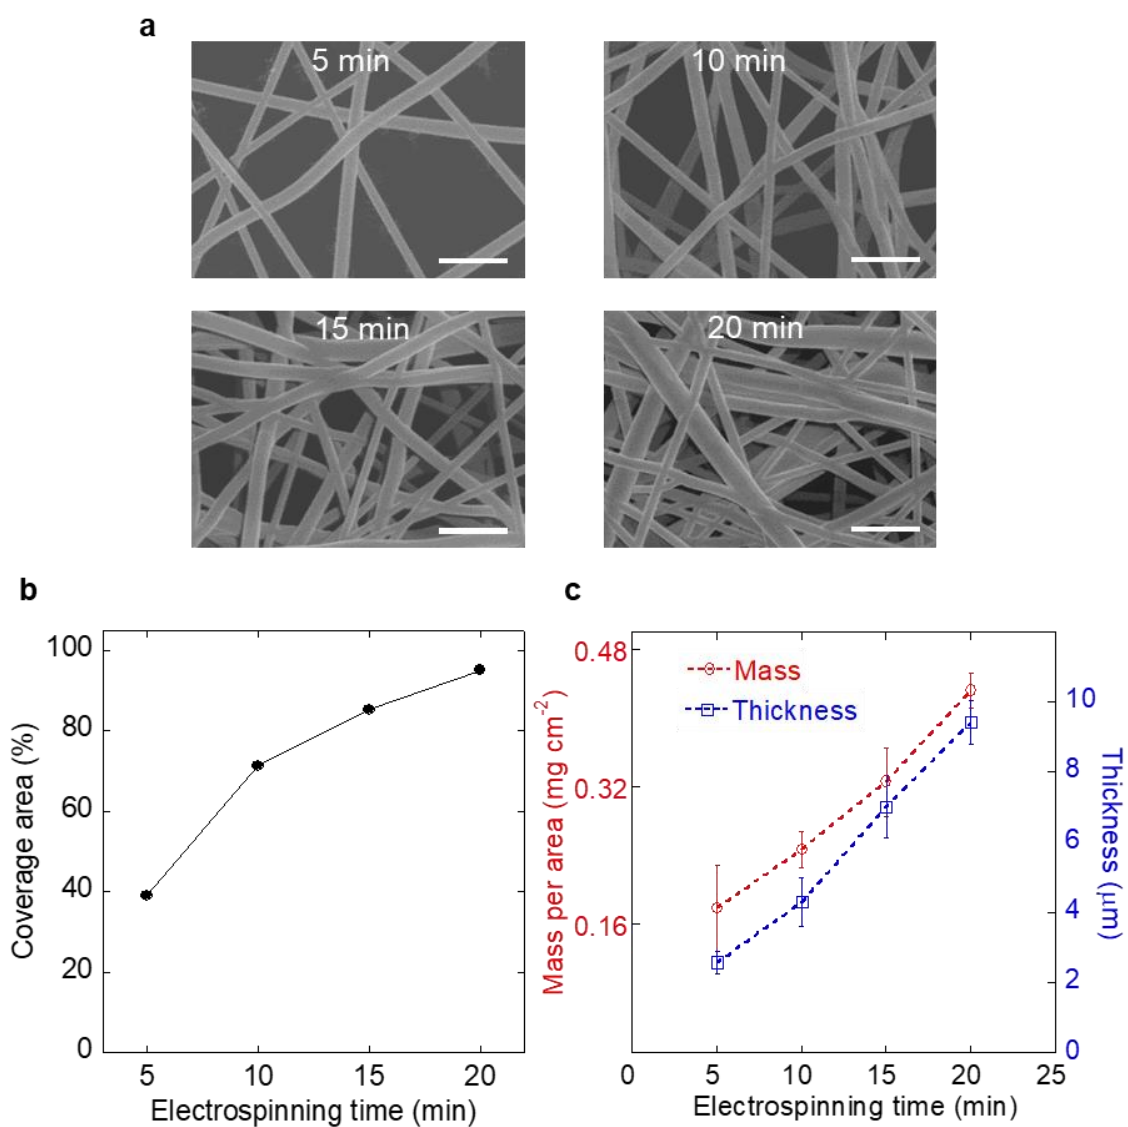 a
5 min
10 min
15 min
20 min
b
100
80
60
40
20
0
5 10 15 20
Coverage area (%)
Electrospinning time (min)
c
0.48
0.32
0.16
Mass per area (mg cm-2)
Mass
Thickness
10
8
6
4
2
0
Thickness (μm)
0 5 10 15 20 25
Electrospinning time (min)